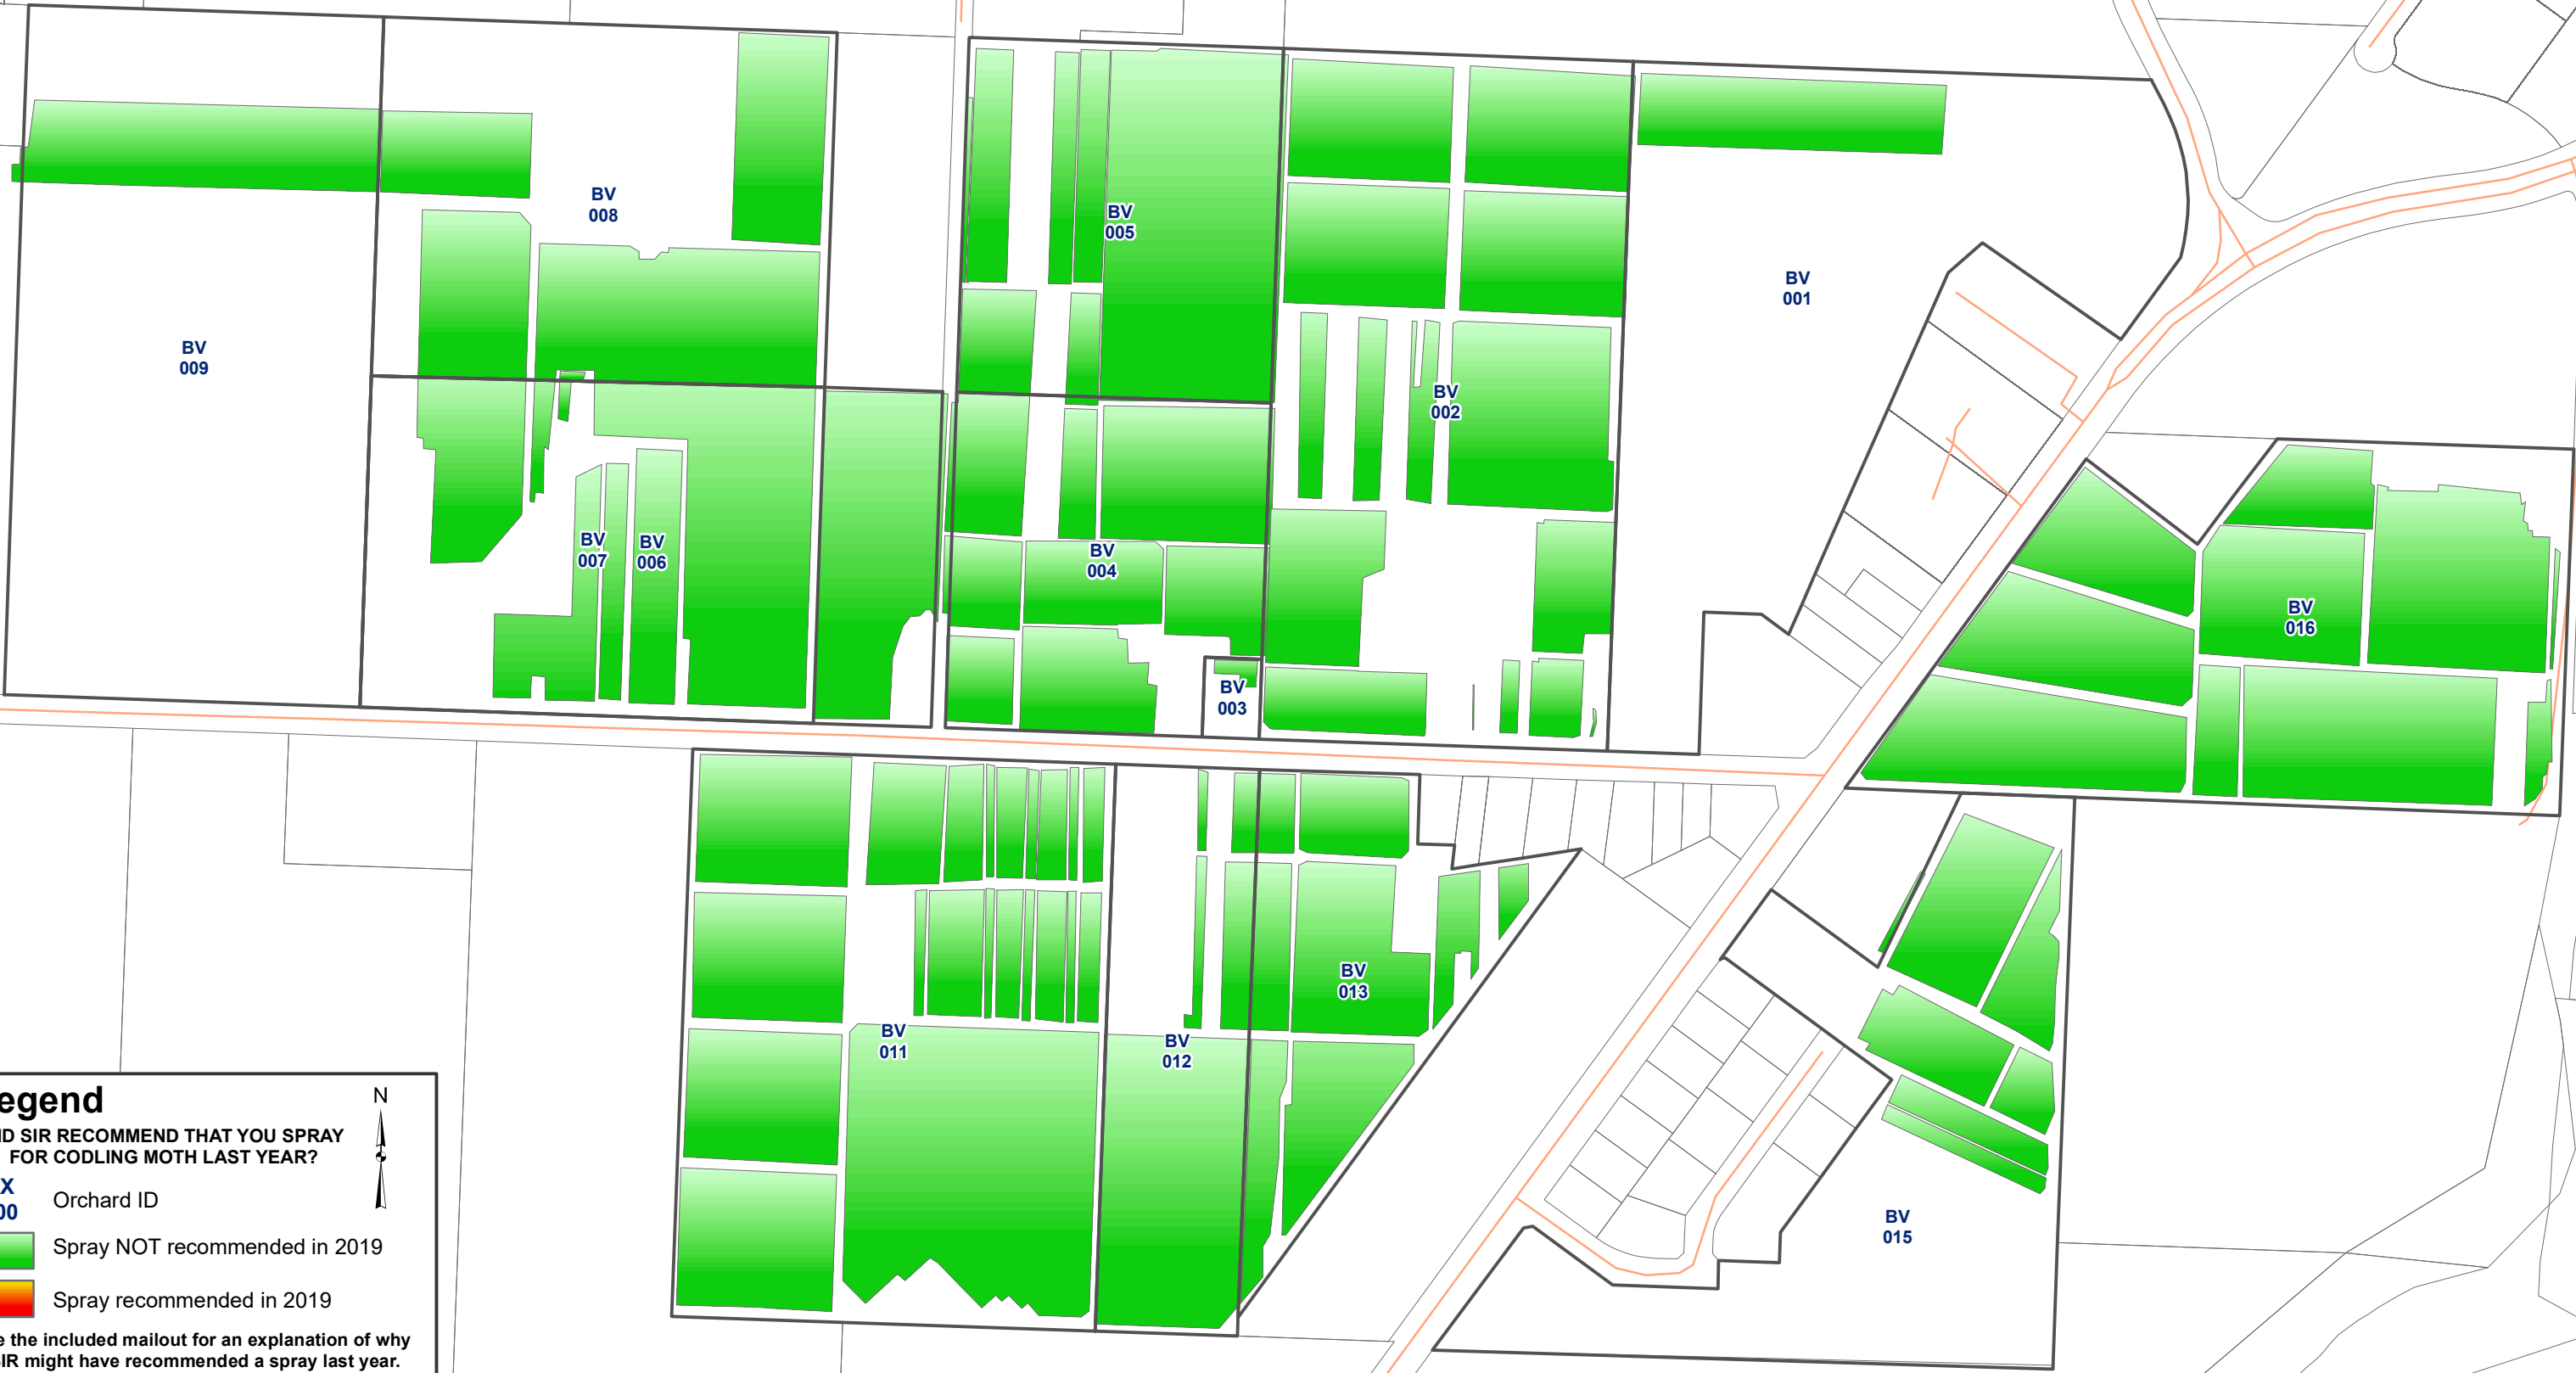 BV
008
BV
005
BV
001
BV
009
BV
002
BV
007
BV
006
BV
004
BV
016
BV
003
BV
013
BV
011
BV
012
BV
015
egend
N
D SIR RECOMMEND THAT YOU SPRAY
FOR CODLING MOTH LAST YEAR?
X
00
Orchard ID
Spray NOT recommended in 2019
Spray recommended in 2019
e the included mailout for an explanation of why
IR might have recommended a spray last year.